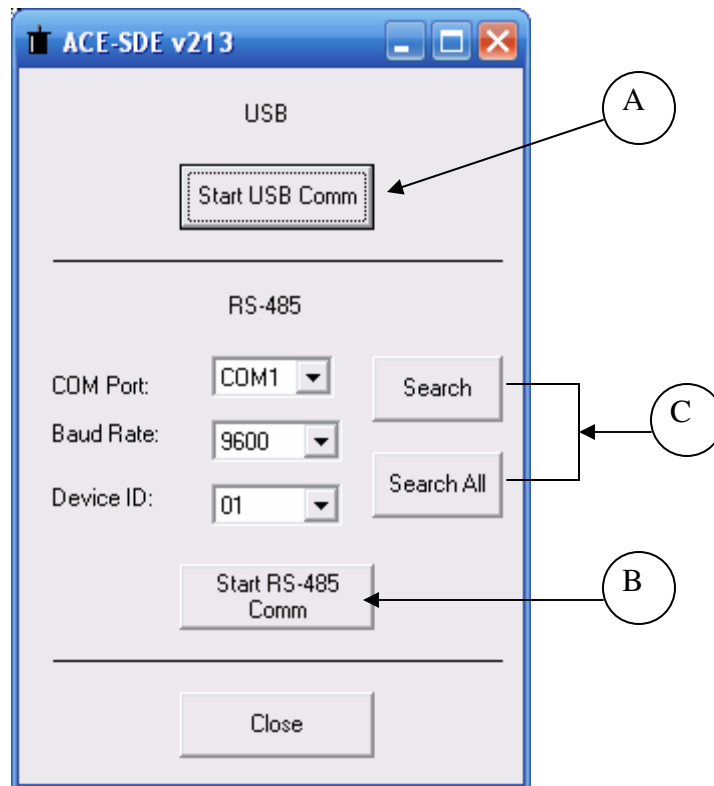 ACE-SDE v213
USB
A
Start USB Comm
RS-485
COM Port: COM1 Search
C
Baud Rate: 9600
Search All
Device ID: 01
Start RS-485
Comm
B
Close